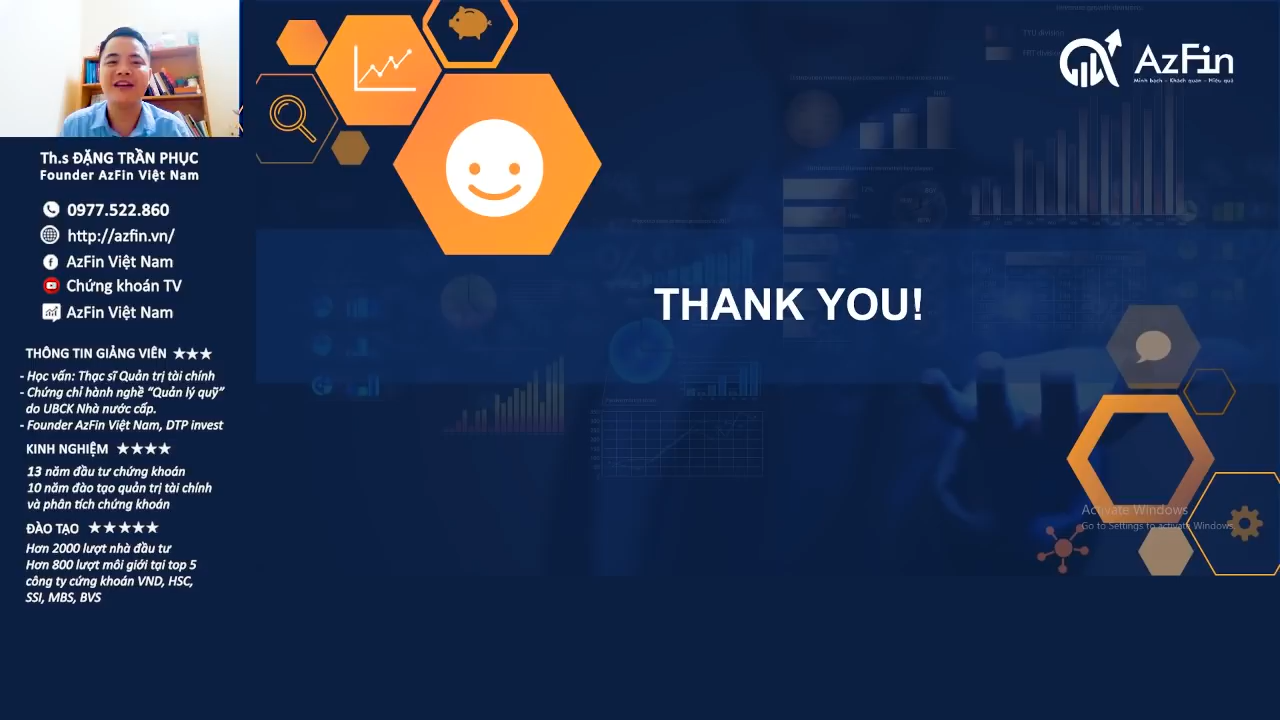 Th.s ĐẶNG TRẦN PHỤC
Founder AzFin Việt Nam
0977.522.860
http://azfin.vn/
AzFin Việt Nam
Chứng khoán TV
AzFin Việt Nam
THÔNG TIN GIẢNG VIÊN ★★★
- Học vấn: Thạc sĩ Quản trị tài chính
- Chứng chỉ hành nghề “Quản lý quỹ”
do UBCK Nhà nước cấp.
- Founder AzFin Việt Nam, DTP invest
KINH NGHIỆM ★★★★
13 năm đầu tư chứng khoán
10 năm đào tạo quản trị tài chính
và phân tích chứng khoán
ĐÀO TẠO ★★★★★
Hơn 2000 lượt nhà đầu tư
Hơn 800 lượt môi giới tại top 5
công ty cứng khoán VND, HSC,
SSI, MBS, BVS
AzFin
Minh bạch - Khách quan - Hiệu quả
THANK YOU!
Activate Windows
Go to Settings to activate Windows.